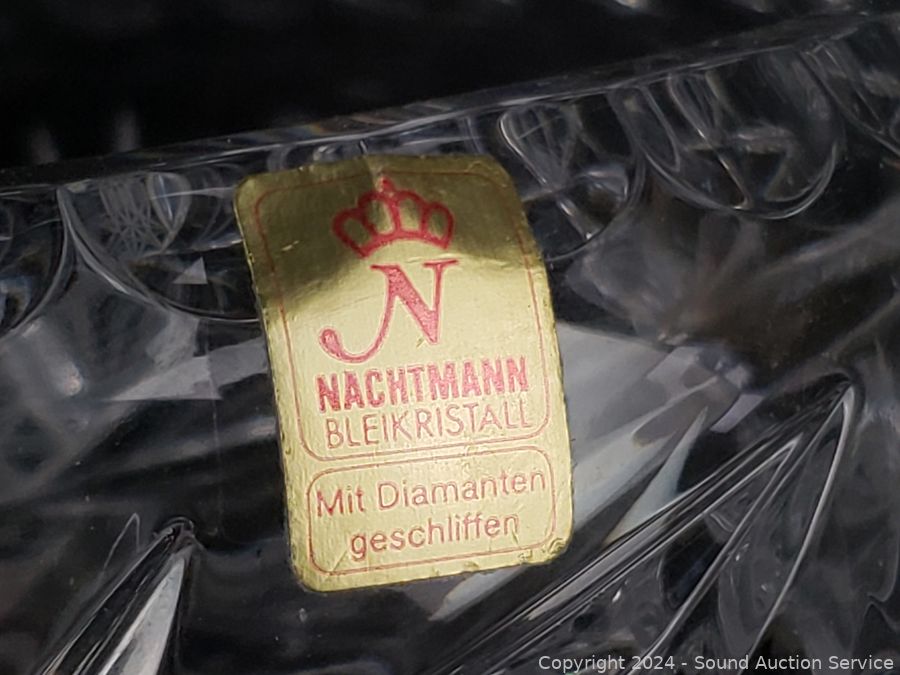 N
NACHTMANN
BLEIKRISTALL
Mit Diamanten
geschliffen
Copyright © 2024 - Sound Auction Service